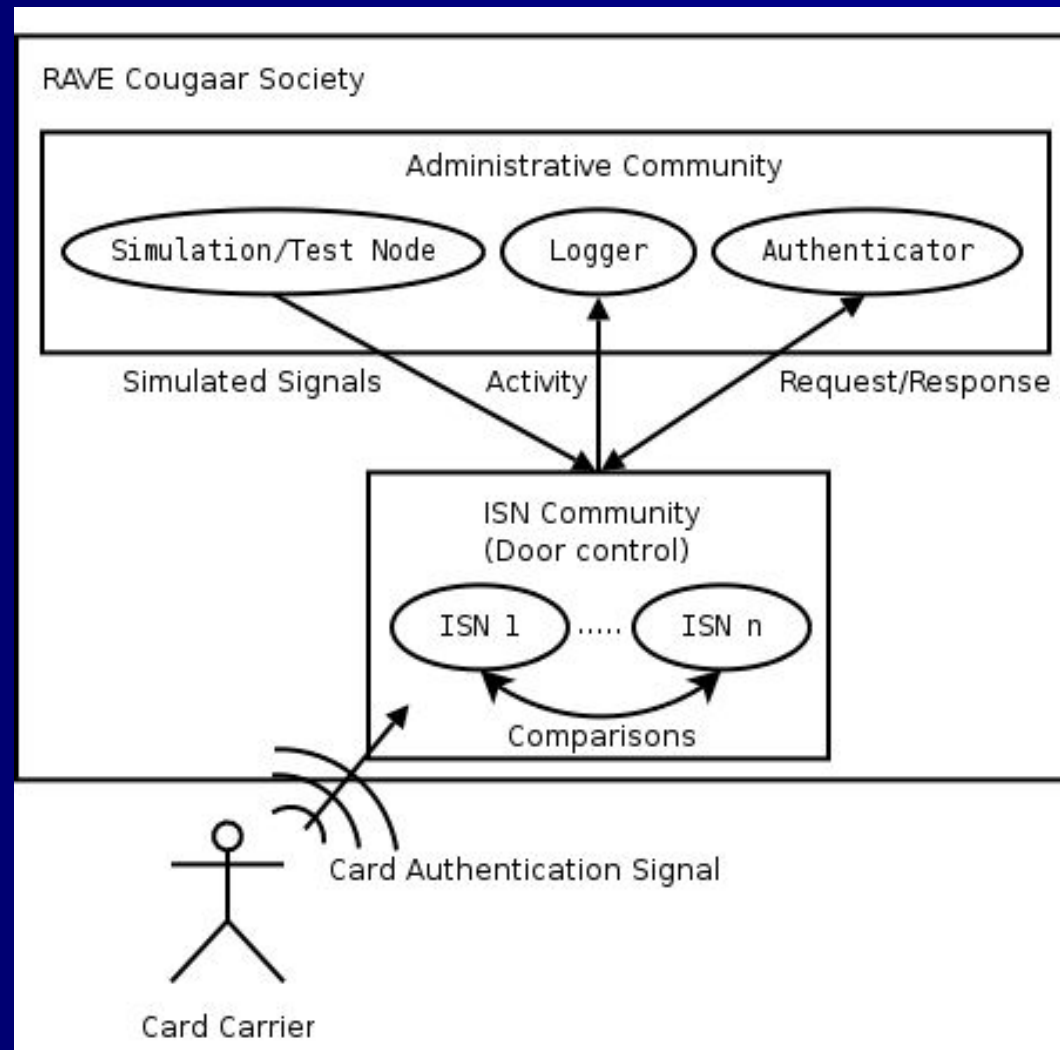 RAVE Cougaar Society
Administrative Community
Simulation/Test Node
Logger
Authenticator
Simulated Signals
Activity
Request/Response
ISN Community
(Door control)
ISN 1
.....
ISN n
Comparisons
Card Authentication Signal
Card Carrier